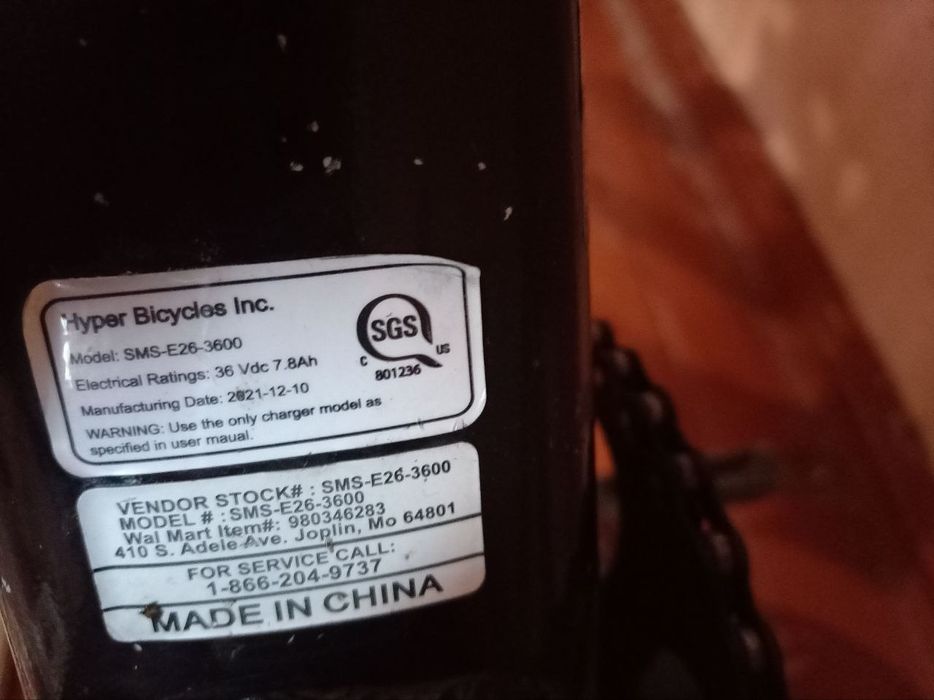 Hyper Bicycles Inc.
Model: SMS-E26-3600
Electrical Ratings: 36 Vdc 7.8Ah
Manufacturing Date: 2021-12-10
WARNING: Use the only charger model as
specified in user maual.
SGS
C US
801236
VENDOR STOCK# : SMS-E26-3600
MODEL # : SMS-E26-3600
Wal Mart Item#: 980346283
410 S. Adele Ave. Joplin, Mo 64801
FOR SERVICE CALL:
1-866-204-9737
MADE IN CHINA